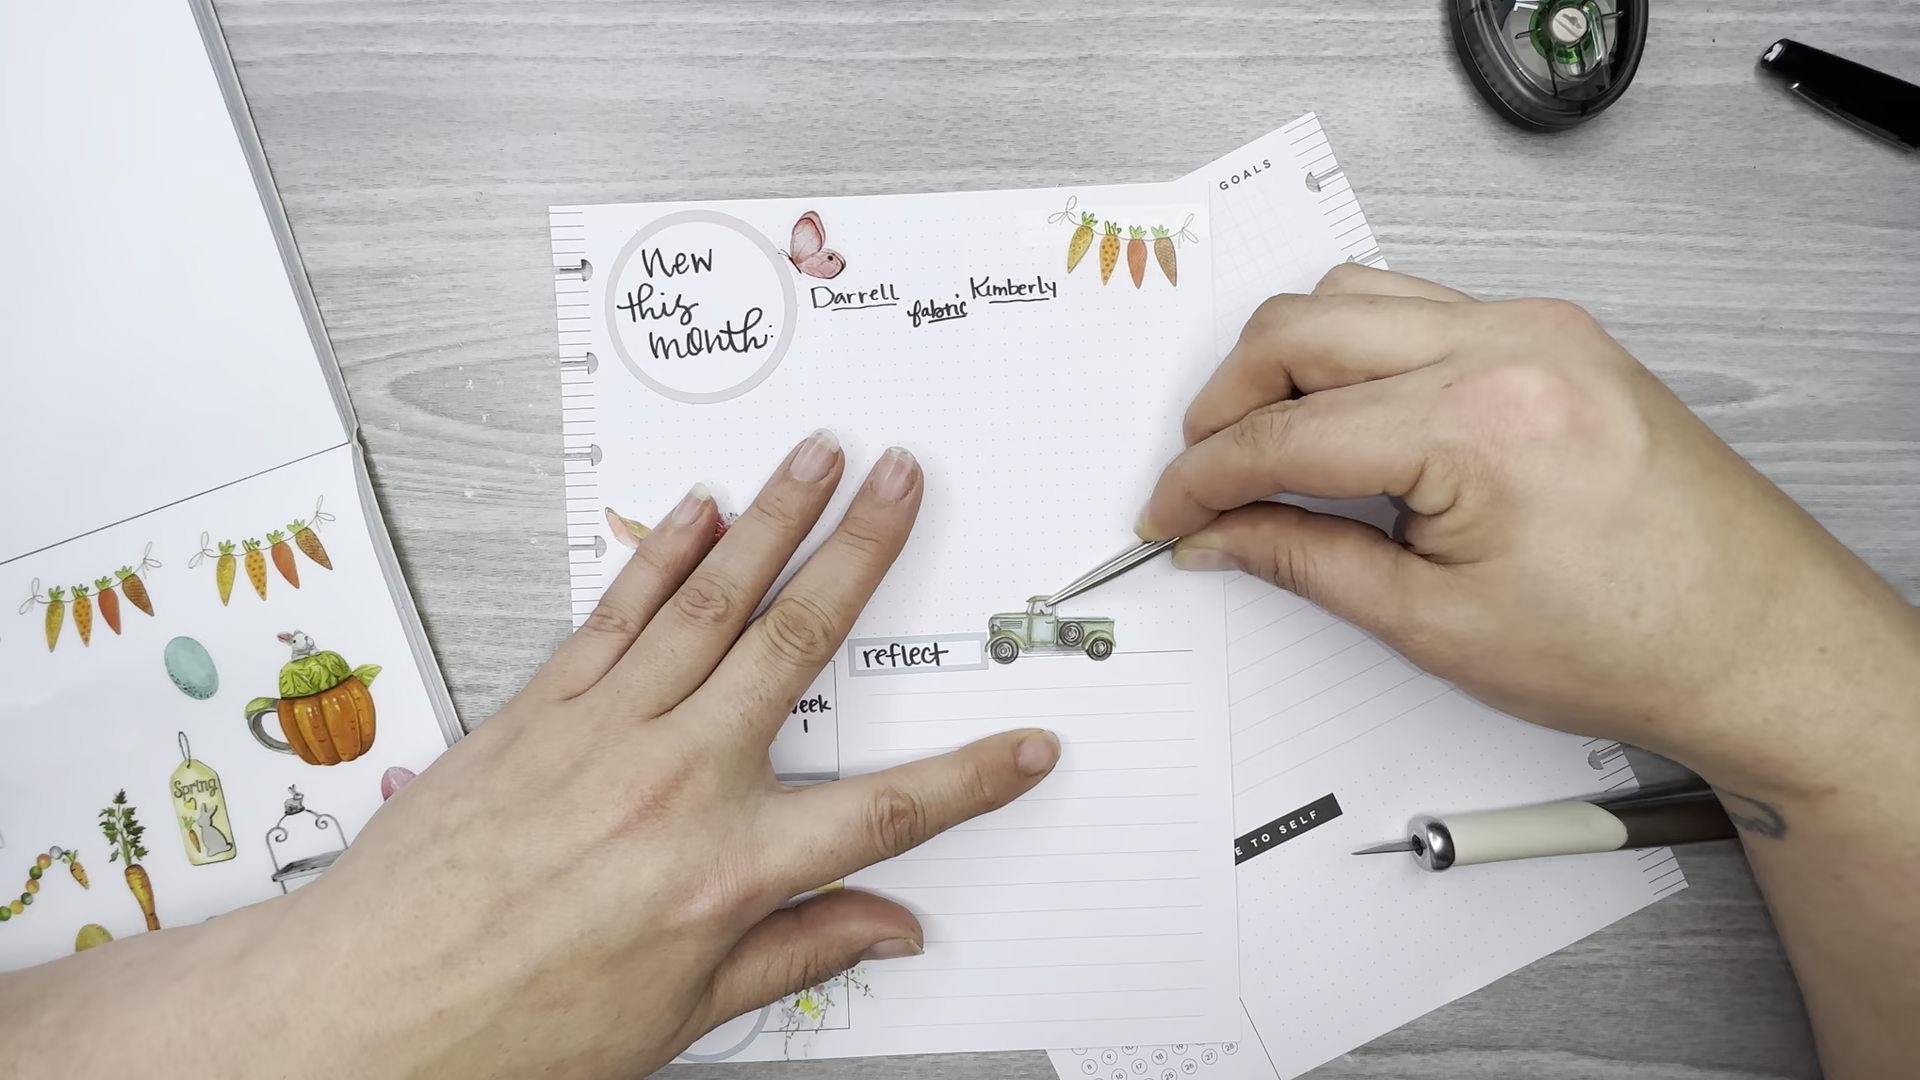 GOALS
New
this
month:
Darrell
fabric
Kimberly
reflect
week
1
E TO SELF
Spring